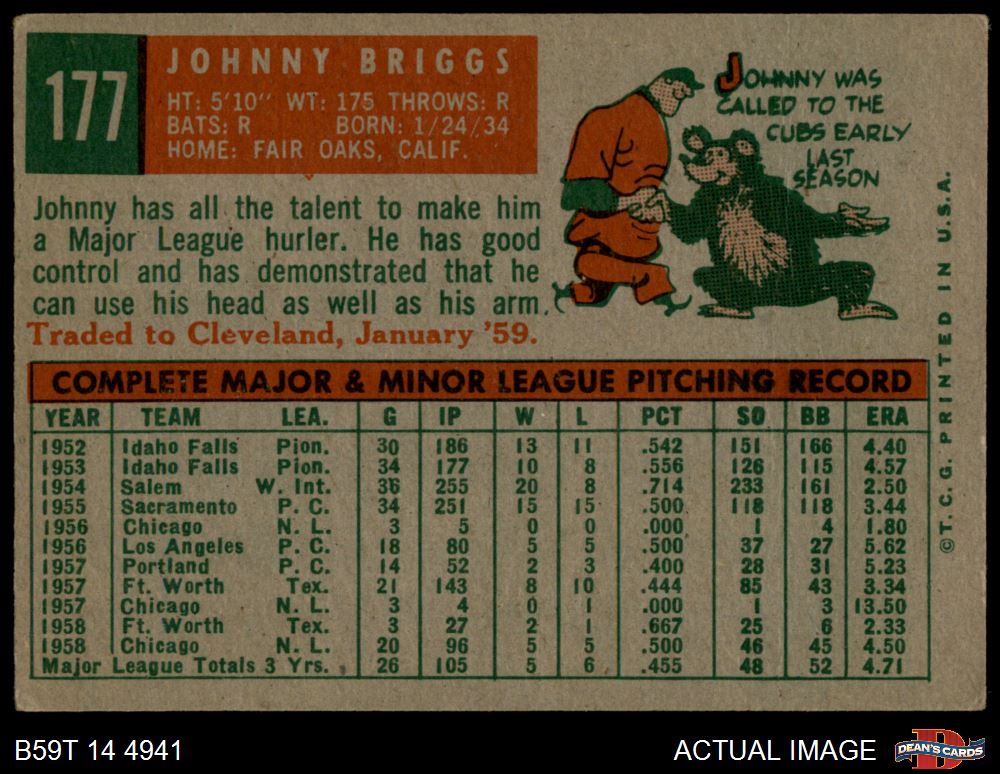 177
JOHNNY BRIGGS
HT: 5'10" WT: 175 THROWS: R
BATS: R BORN: 1/24/34
HOME: FAIR OAKS, CALIF.
JOHNNY WAS
CALLED TO THE
CUBS EARLY
LAST
SEASON
Johnny has all the talent to make him
a Major League hurler. He has good
control and has demonstrated that he
can use his head as well as his arm.
Traded to Cleveland, January '59.
COMPLETE MAJOR & MINOR LEAGUE PITCHING RECORD
YEAR TEAM LEA. G IP W L PCT SO BB ERA
1952 Idaho Falls Pion. 30 186 13 11 .542 151 166 4.40
1953 Idaho Falls Pion. 34 177 10 8 .556 126 115 4.57
1954 Salem W. Int. 36 255 20 8 .714 233 161 2.50
1955 Sacramento P. C. 34 251 15 15 .500 118 118 3.44
1956 Chicago N. L. 3 5 0 0 .000 1 4 1.80
1956 Los Angeles P. C. 18 80 5 5 .500 37 27 5.62
1957 Portland P. C. 14 52 2 3 .400 28 31 5.23
1957 Ft. Worth Tex. 21 143 8 10 .444 85 43 3.34
1957 Chicago N. L. 3 4 0 1 .000 1 3 13.50
1958 Ft. Worth Tex. 3 27 2 1 .667 25 6 2.33
1958 Chicago N. L. 20 96 5 5 .500 46 45 4.50
Major League Totals 3 Yrs. 26 105 5 6 .455 48 52 4.71
©T. C. G. PRINTED IN U.S.A.
B59T 14 4941
ACTUAL IMAGE
D
DEAN'S CARDS